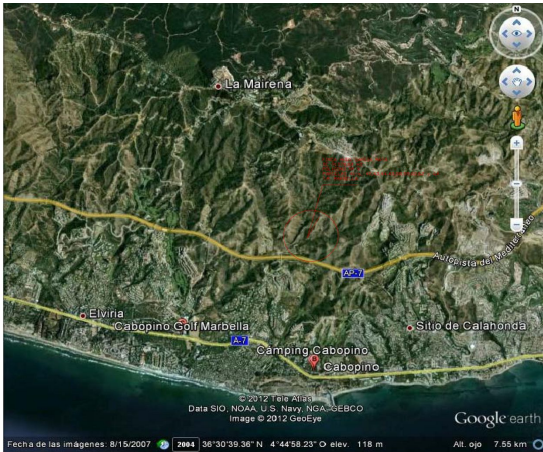 N
La Mairena
Autopista del Mediterráneo
AP-7
Elviria
Cabopino Golf Marbella
Sitio de Calahonda
A-7
Cámping Cabopino
Cabopino
© 2012 Tele Atlas
Data SIO, NOAA, U.S. Navy, NGA, GEBCO
Image © 2012 GeoEye
Google earth
Fecha de las imágenes: 8/15/2007 2004 36°30'39.36" N 4°44'58.23" O elev. 118 m Alt. ojo 7.55 km